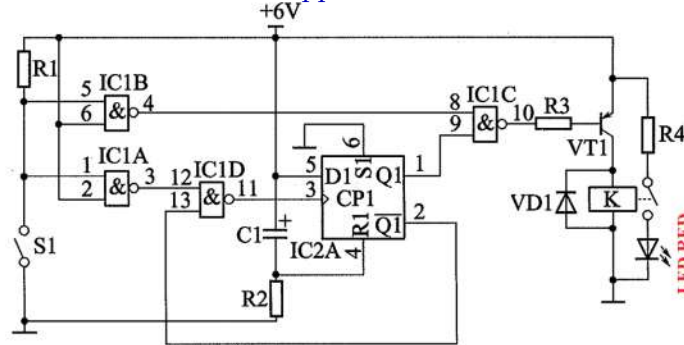 +6V
R1
5
6
IC1B
&
4
8
9
IC1C
&
10
R3
VT1
R4
1
2
IC1A
&
3
12
13
IC1D
&
11
6
S1
5
D1
Q1
1
3
CP1
R1
4
Q1
2
IC2A
C1
+
R2
S1
VD1
K
LED RED